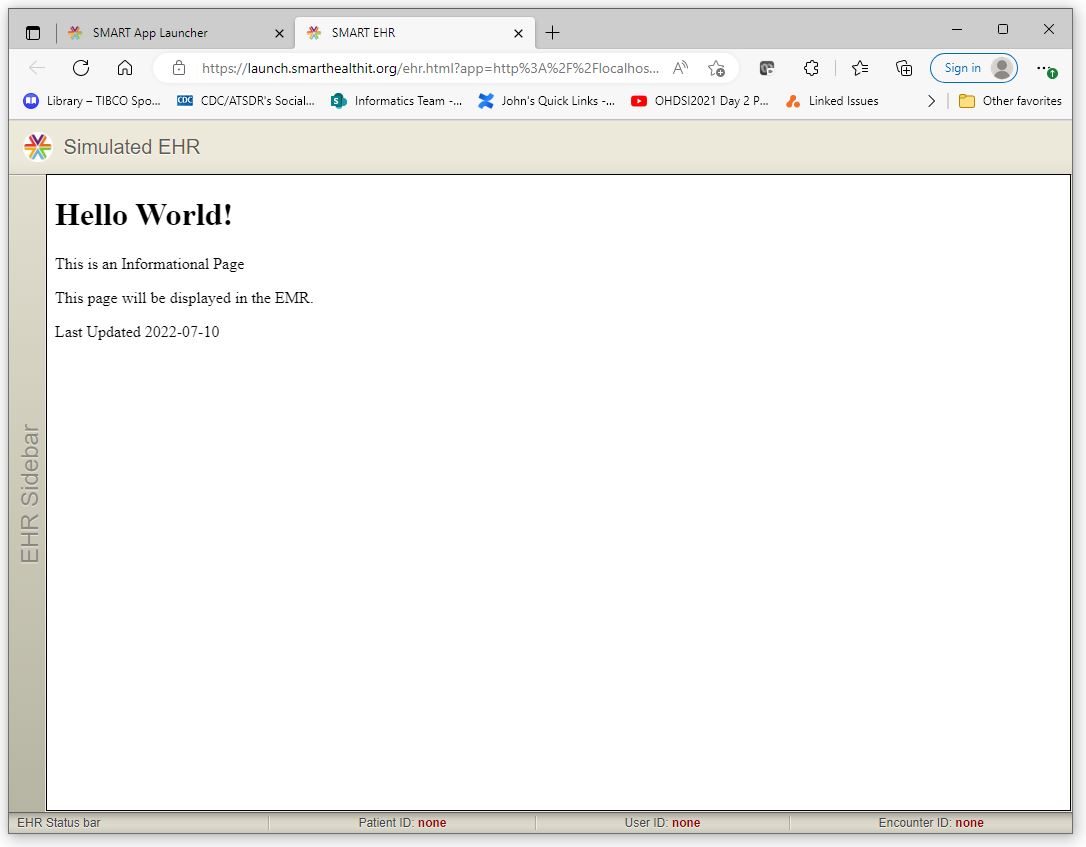 SMART App Launcher
SMART EHR
https://launch.smarthealthit.org/ehr.html?app=http%3A%2F%2Flocalhos...
Sign in
Library – TIBCO Spo...
CDC CDC/ATSDR's Social...
Informatics Team -...
John's Quick Links -...
OHDSI2021 Day 2 P...
Linked Issues
Other favorites
Simulated EHR
Hello World!
This is an Informational Page
This page will be displayed in the EMR.
Last Updated 2022-07-10
EHR Sidebar
EHR Status bar
Patient ID: none
User ID: none
Encounter ID: none